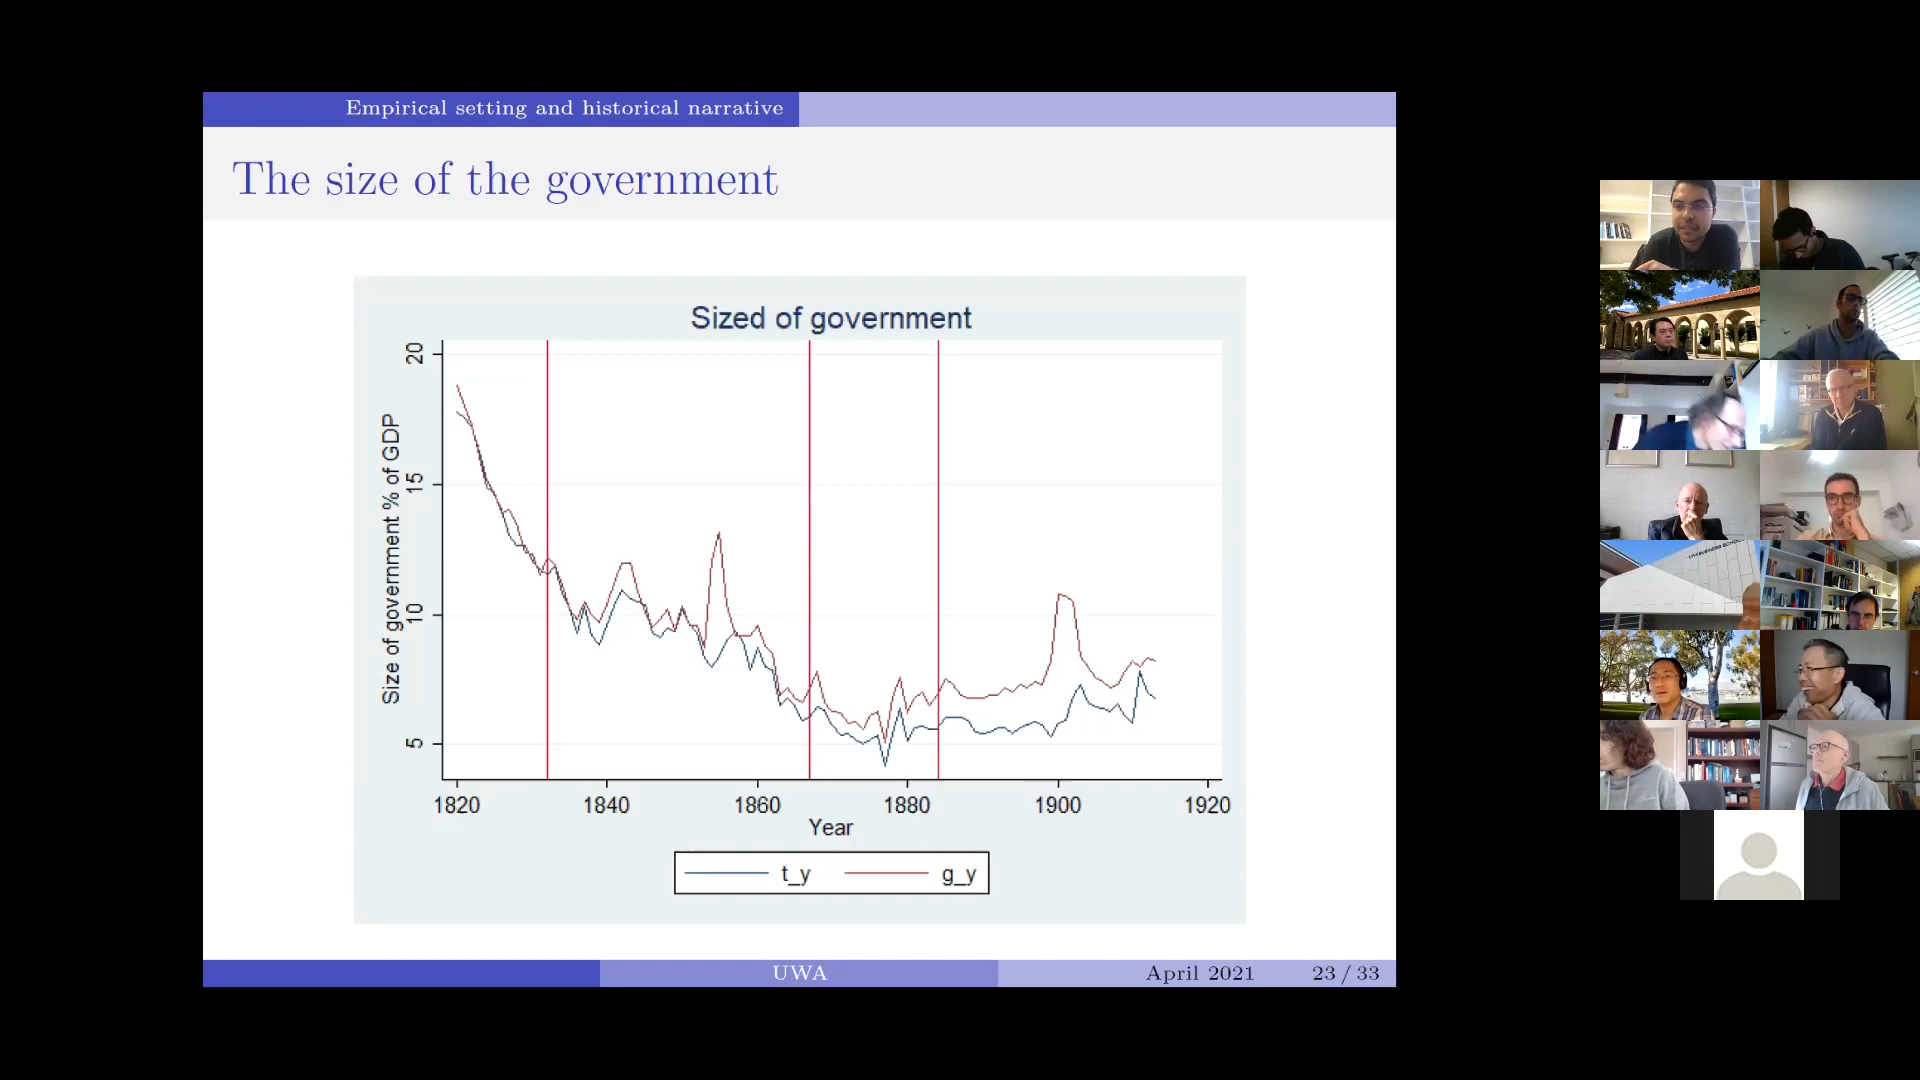 Empirical setting and historical narrative
The size of the government
Sized of government
Size of government % of GDP
20
15
10
5
1820 1840 1860 1880 1900 1920
Year
t_y g_y
UWA
April 2021 23 / 33